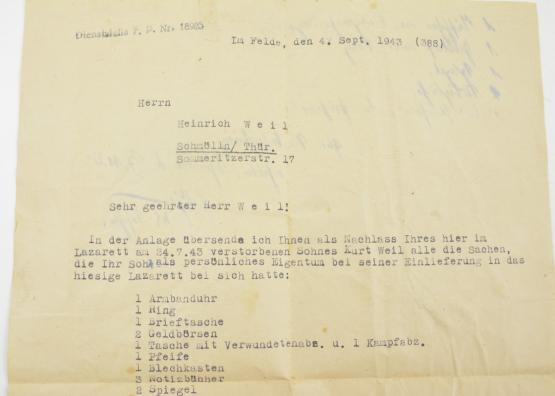 Dienststelle F. P. Nr. 18985
Im Felde, den 4. Sept. 1943 (388)
Herrn
Heinrich W e i l
Schmölln/ Thür.
Sommeritzerstr. 17
Sehr geehrter Herr W e i l!
In der Anlage übersende ich Ihnen als Nachlass Ihres hier im
Lazarett am 24.7.43 verstorbenen Sohnes Kurt Weil alle die Sachen,
die Ihr Sohn als persönliches Eigentum bei seiner Einlieferung in das
hiesige Lazarett bei sich hatte:
1 Armbanduhr
1 Ring
1 Brieftasche
2 Geldbörsen
1 Tasche mit Verwundetenabz. u. 1 Kampfabz.
1 Pfeife
1 Blechkasten
3 Notizbücher
2 Spiegel